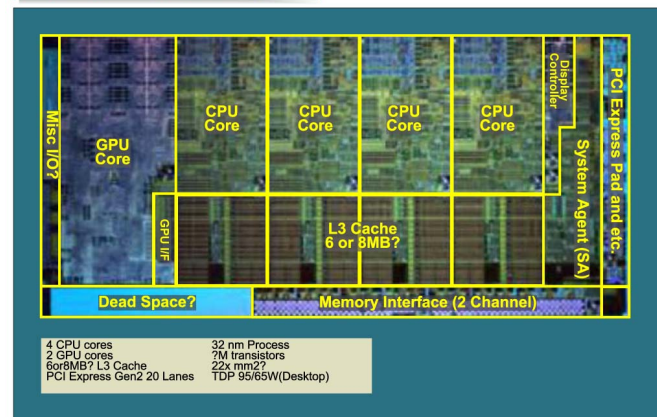 Misc I/O?
GPU
Core
GPU I/F
CPU
Core
CPU
Core
CPU
Core
CPU
Core
Display
Controller
System Agent (SA)
PCI Express Pad and etc.
L3 Cache
6 or 8MB?
Dead Space?
Memory Interface (2 Channel)
4 CPU cores
2 GPU cores
6or8MB? L3 Cache
PCI Express Gen2 20 Lanes
32 nm Process
?M transistors
22x mm2?
TDP 95/65W(Desktop)